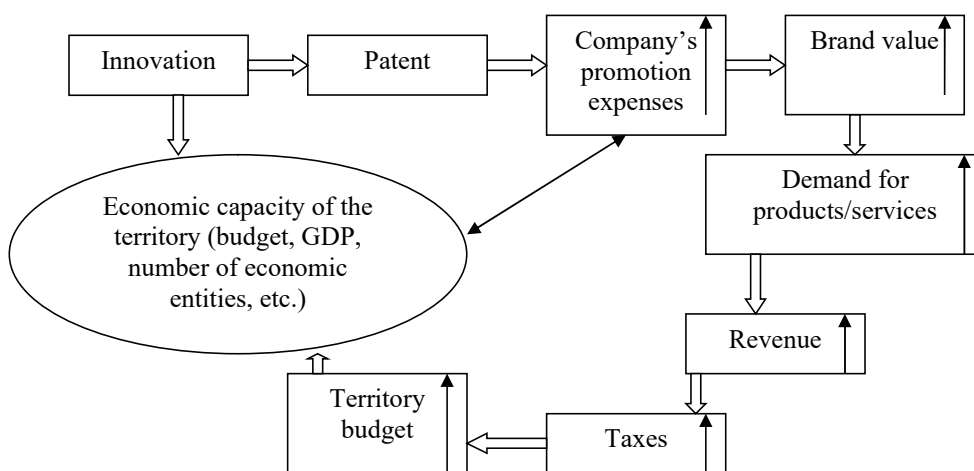 Innovation
Patent
Company’s
promotion
expenses
Brand value
Demand for
products/services
Economic capacity of the
territory (budget, GDP,
number of economic
entities, etc.)
Revenue
Territory
budget
Taxes